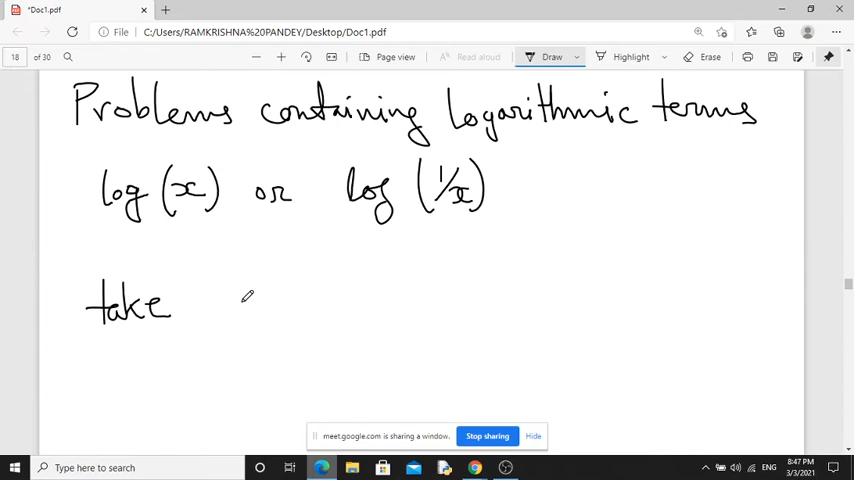 *Doc1.pdf
File C:/Users/RAMKRISHNA%20PANDEY/Desktop/Doc1.pdf
18 of 30 Page view Read aloud Draw Highlight Erase
Problems containing logarithmic terms
log (x) or log (1/x)
take
meet.google.com is sharing a window. Stop sharing Hide
Type here to search
ENG
8:47 PM
3/3/2021